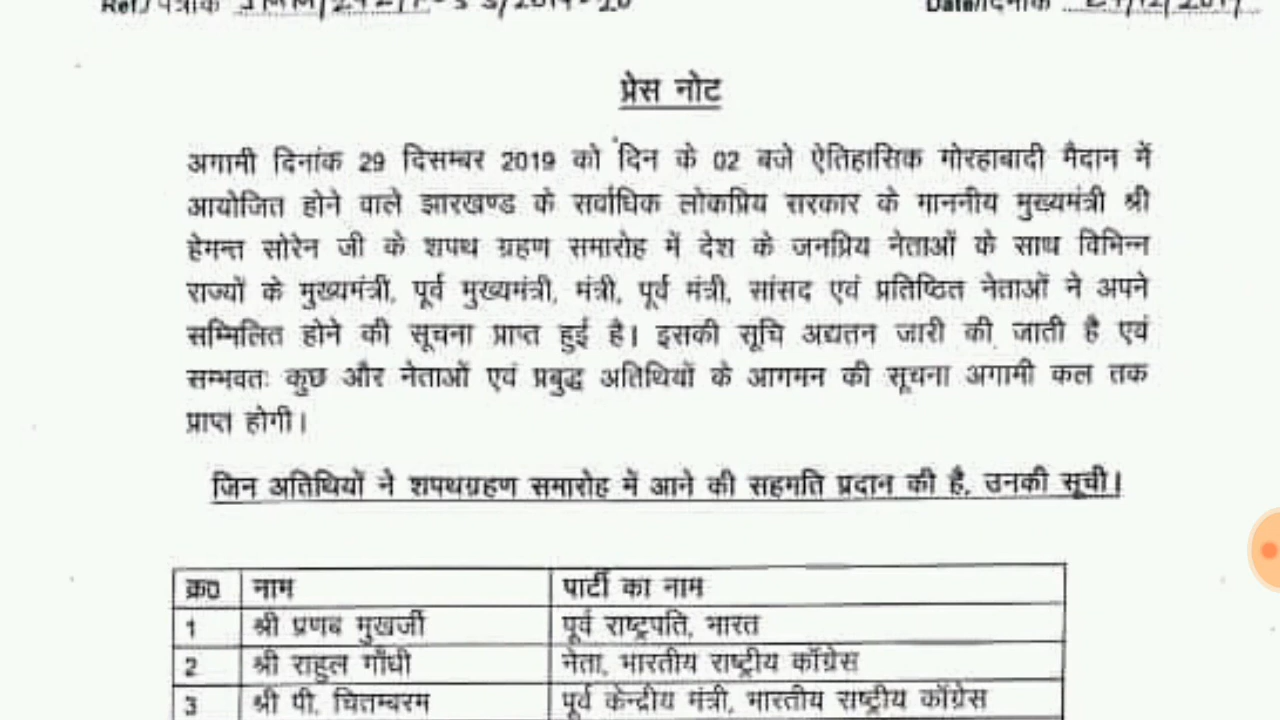 प्रेस नोट
अगामी दिनांक 29 दिसम्बर 2019 को दिन के 02 बजे ऐतिहासिक गोरहाबादी मैदान में
आयोजित होने वाले झारखण्ड के सर्वाधिक लोकप्रिय सरकार के माननीय मुख्यमंत्री श्री
हेमन्त सोरेन जी के शपथ ग्रहण समारोह में देश के जनप्रिय नेताओं के साथ विभिन्न
राज्यों के मुख्यमंत्री, पूर्व मुख्यमंत्री, मंत्री, पूर्व मंत्री, सांसद एवं प्रतिष्ठित नेताओं ने अपने
सम्मिलित होने की सूचना प्राप्त हुई है। इसकी सूचि अद्यतन जारी की जाती है एवं
सम्भवतः कुछ और नेताओं एवं प्रबुद्ध अतिथियों के आगमन की सूचना अगामी कल तक
प्राप्त होगी।
जिन अतिथियों ने शपथग्रहण समारोह में आने की सहमति प्रदान की है, उनकी सूची।
क्र0 नाम पार्टी का नाम
1 श्री प्रणब मुखर्जी पूर्व राष्ट्रपति, भारत
2 श्री राहुल गाँधी नेता, भारतीय राष्ट्रीय काँग्रेस
3 श्री पी. चितम्बरम पूर्व केन्द्रीय मंत्री, भारतीय राष्ट्रीय काँग्रेस